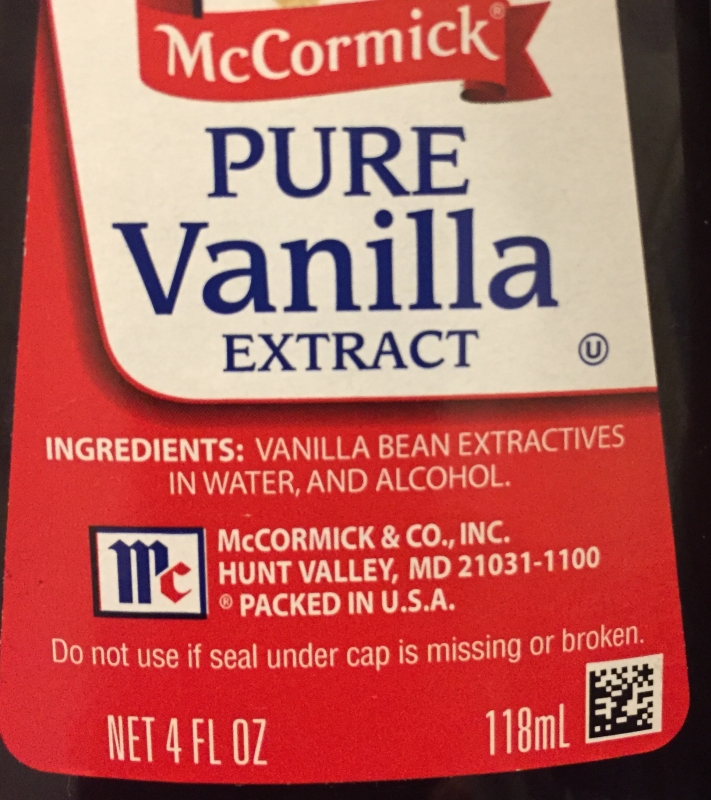 McCormick®
PURE
Vanilla
EXTRACT
Ⓤ
INGREDIENTS: VANILLA BEAN EXTRACTIVES
IN WATER, AND ALCOHOL.
Mc
McCORMICK & CO., INC.
HUNT VALLEY, MD 21031-1100
® PACKED IN U.S.A.
Do not use if seal under cap is missing or broken.
NET 4 FL OZ
118mL